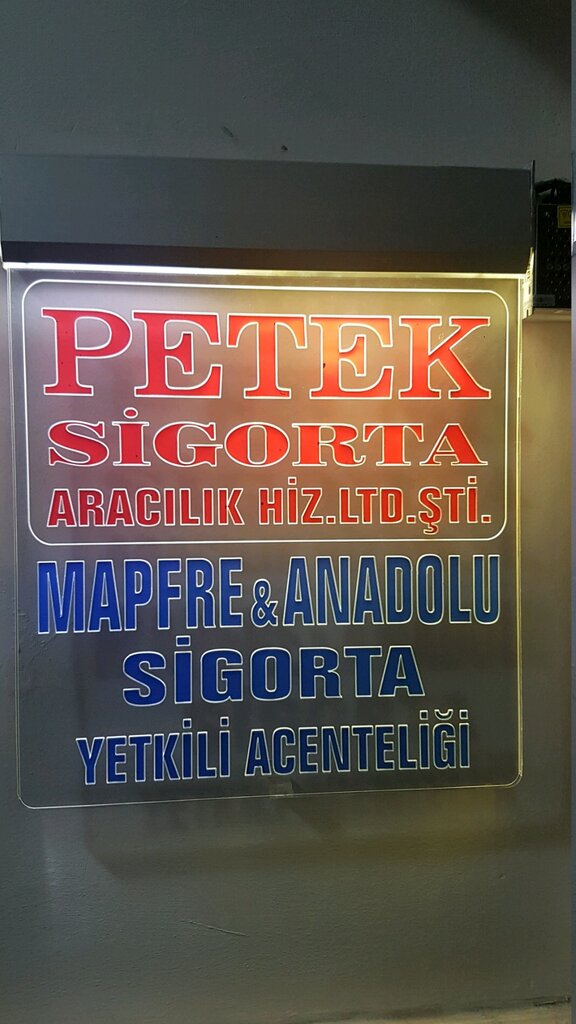 PETEK
SİGORTA
ARACILIK HİZ.LTD.ŞTİ.
MAPFRE & ANADOLU
SİGORTA
YETKİLİ ACENTELİĞİ